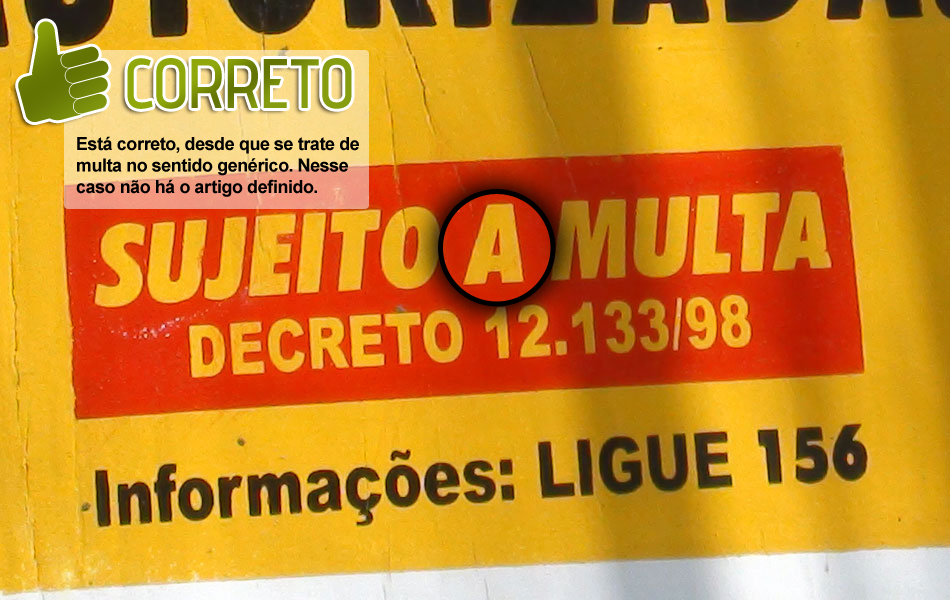 CORRETO
Está correto, desde que se trate de
multa no sentido genérico. Nesse
caso não há o artigo definido.
SUJEITO A MULTA
DECRETO 12.133/98
Informações: LIGUE 156